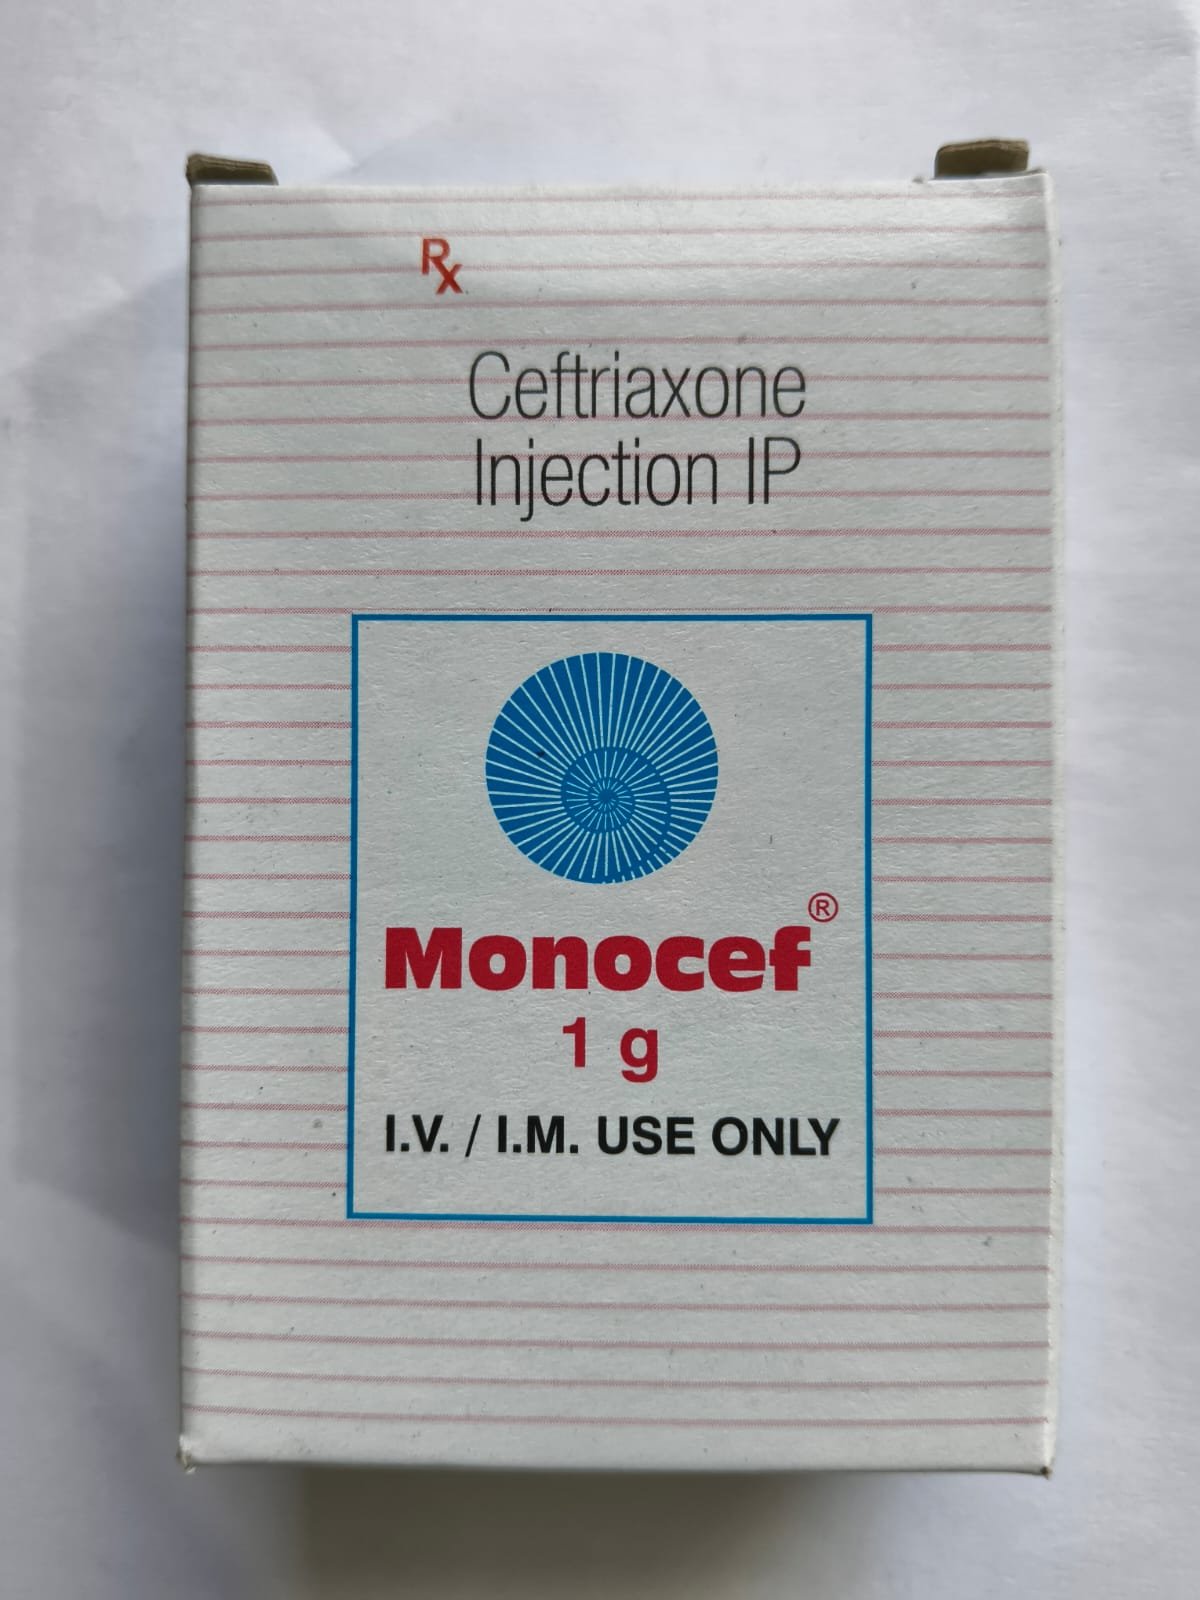 Rx
Ceftriaxone
Injection IP
Monocef®
1 g
I.V. / I.M. USE ONLY